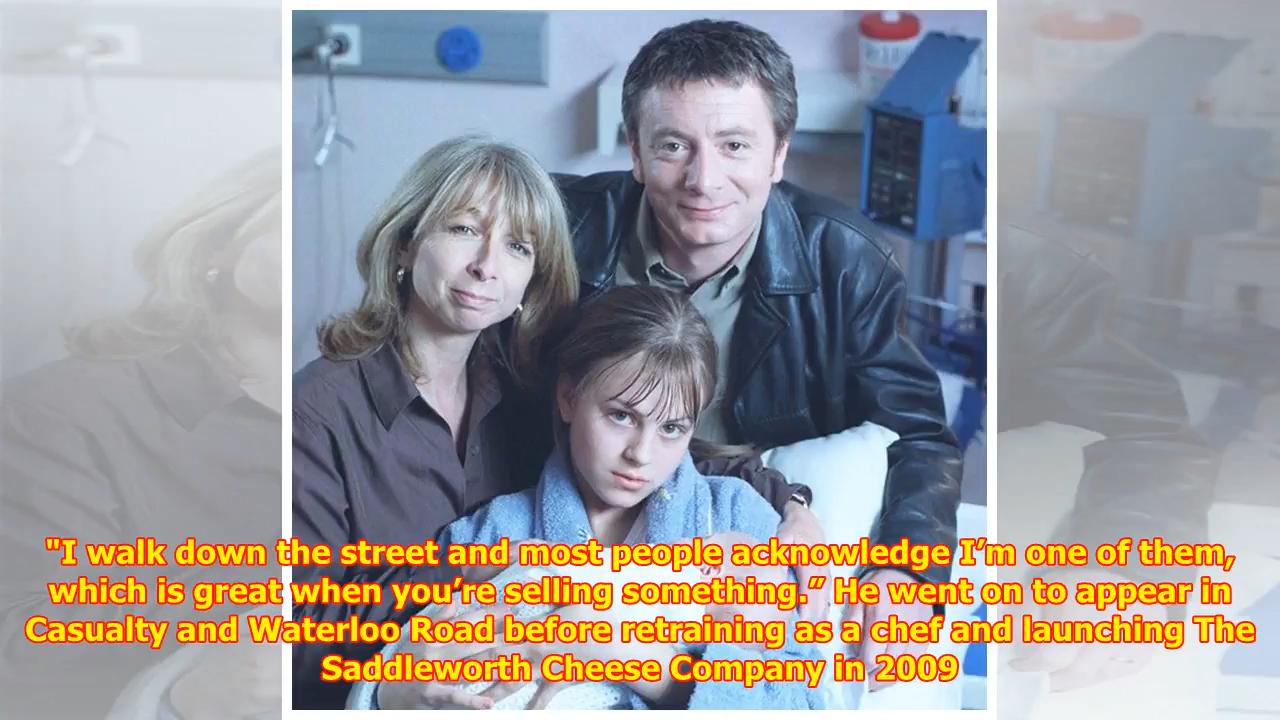 "I walk down the street and most people acknowledge I’m one of them,
which is great when you’re selling something.” He went on to appear in
Casualty and Waterloo Road before retraining as a chef and launching The
Saddleworth Cheese Company in 2009